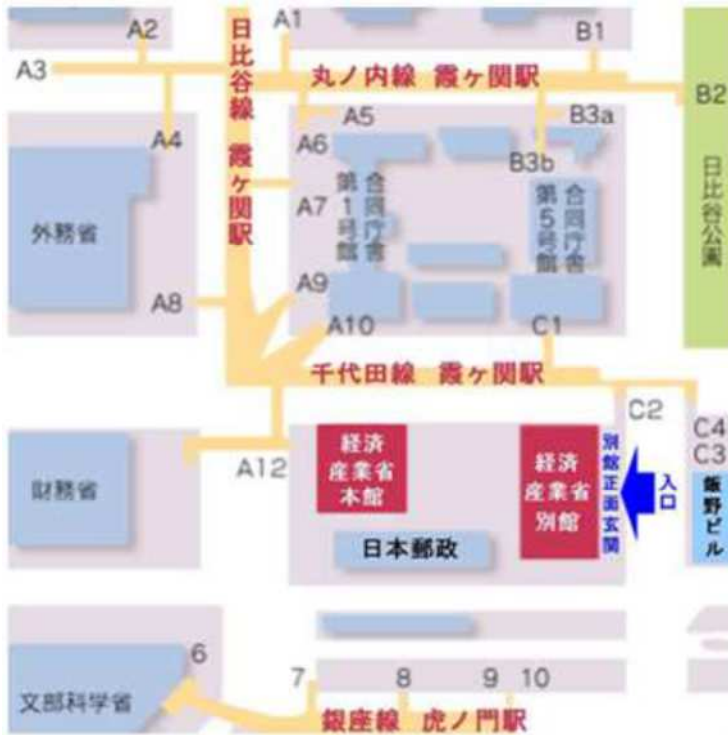 A2
A1
B1
A3
日比谷線 霞ヶ関駅
丸ノ内線 霞ヶ関駅
B2
日比谷公園
A4
A5
B3a
A6
B3b
外務省
A7
合同庁舎
第1号館
合同庁舎
第5号館
A8
A9
A10
C1
千代田線 霞ヶ関駅
C2
C4
C3
A12
財務省
経済
産業省
本館
経済
産業省
別館
別館正面玄関
入口
飯野ビル
日本郵政
6
文部科学省
7
8
9
10
銀座線 虎ノ門駅